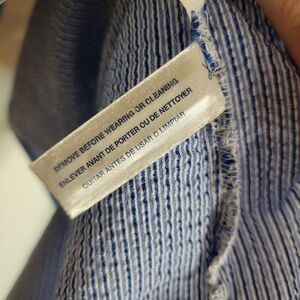 REMOVE BEFORE WEARING OR CLEANING
ENLEVER AVANT DE PORTER OU DE NETTOYER
QUITAR ANTES DE USAR O LIMPIAR